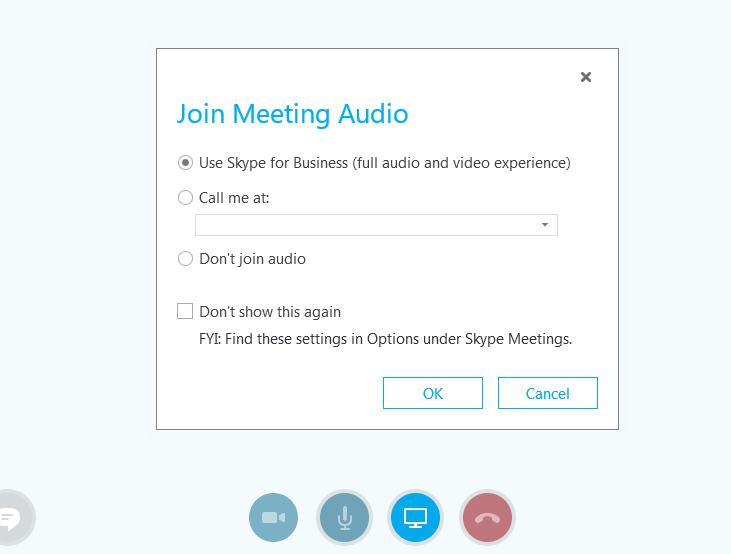 Join Meeting Audio
Use Skype for Business (full audio and video experience)
Call me at:
Don't join audio
Don't show this again
FYI: Find these settings in Options under Skype Meetings.
OK
Cancel